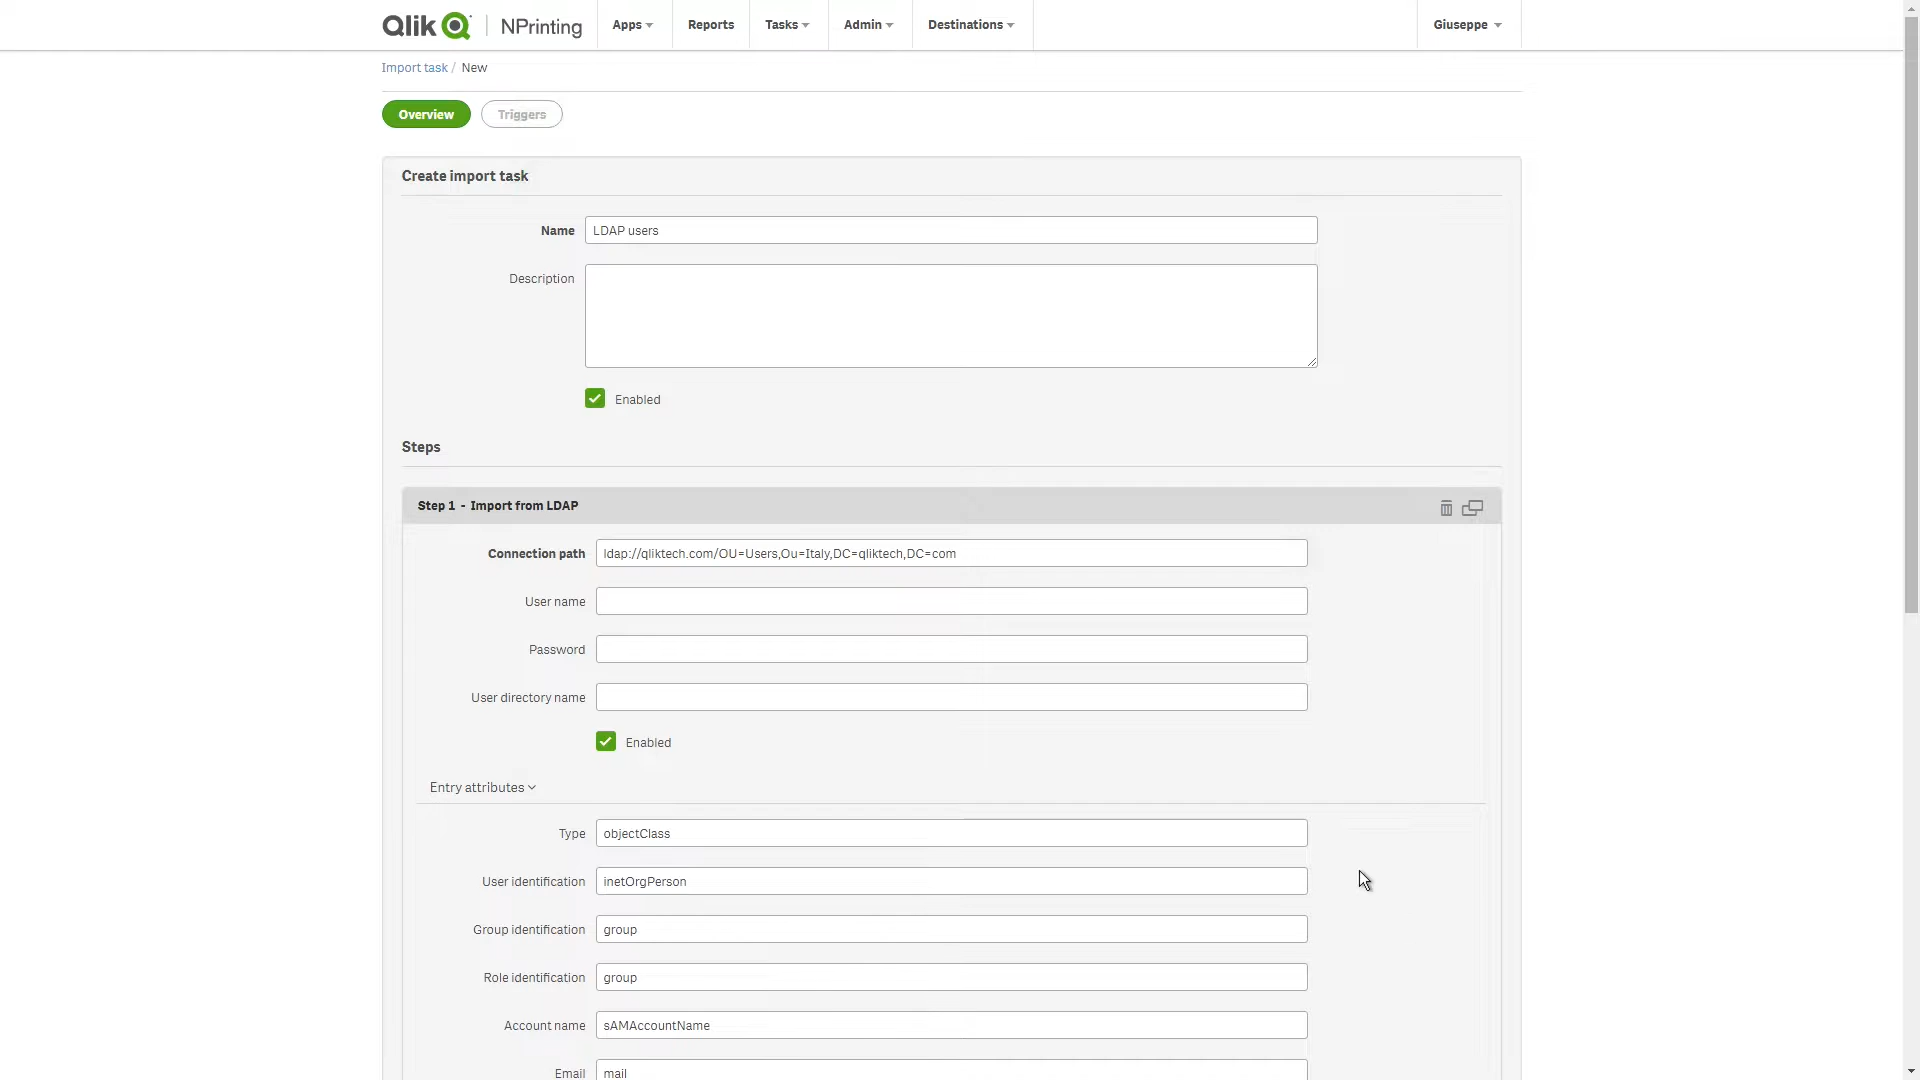 Qlik Q NPrinting Apps Reports Tasks Admin Destinations Giuseppe
Import task / New
Overview Triggers
Create import task
Name LDAP users
Description
Enabled
Steps
Step 1 - Import from LDAP
Connection path ldap://qliktech.com/OU=Users,Ou=Italy,DC=qliktech,DC=com
User name
Password
User directory name
Enabled
Entry attributes
Type objectClass
User identification inetOrgPerson
Group identification group
Role identification group
Account name sAMAccountName
Email mail